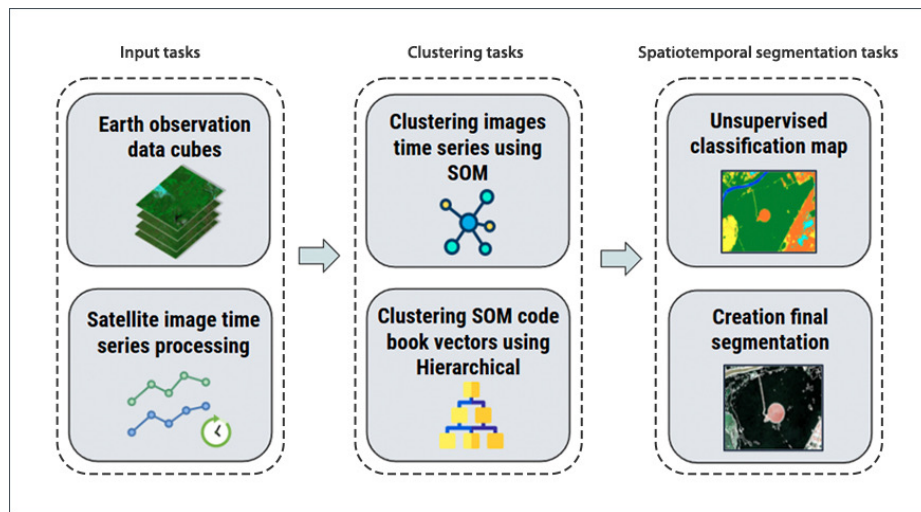 Input tasks
Earth observation
data cubes
Satellite image time
series processing
Clustering tasks
Clustering images
time series using
SOM
Clustering SOM code
book vectors using
Hierarchical
Spatiotemporal segmentation tasks
Unsupervised
classification map
Creation final
segmentation